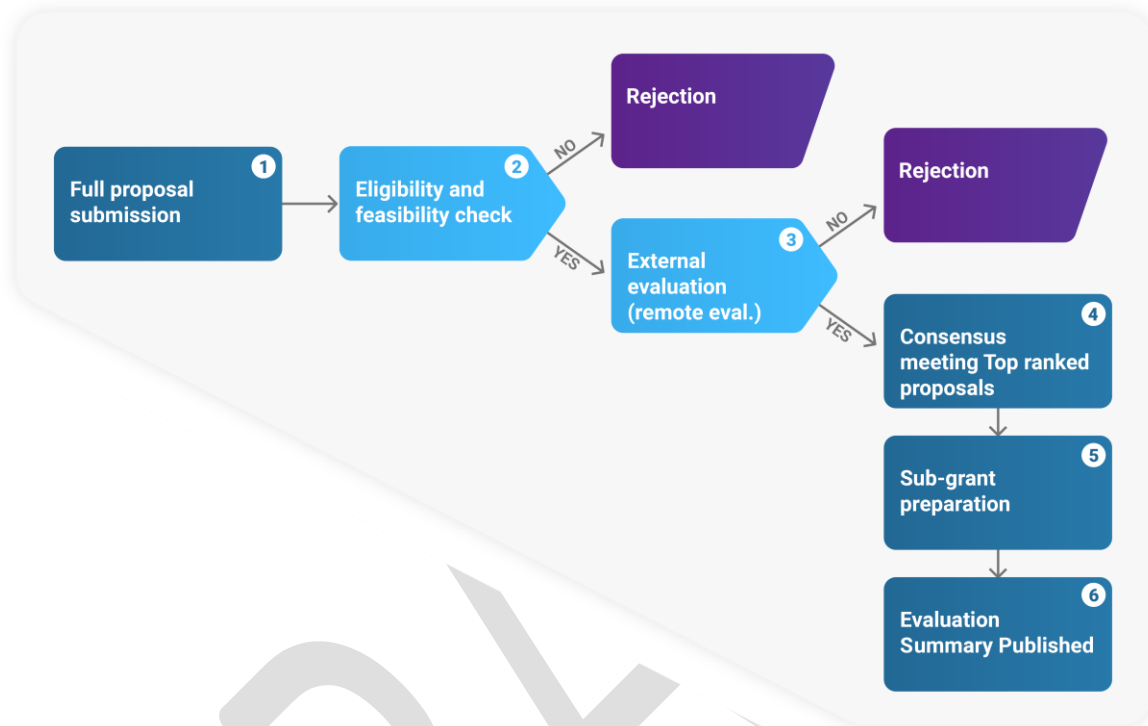 1
Full proposal
submission
2
Eligibility and
feasibility check
NO
Rejection
YES
3
External
evaluation
(remote eval.)
NO
Rejection
YES
4
Consensus
meeting Top ranked
proposals
5
Sub-grant
preparation
6
Evaluation
Summary Published